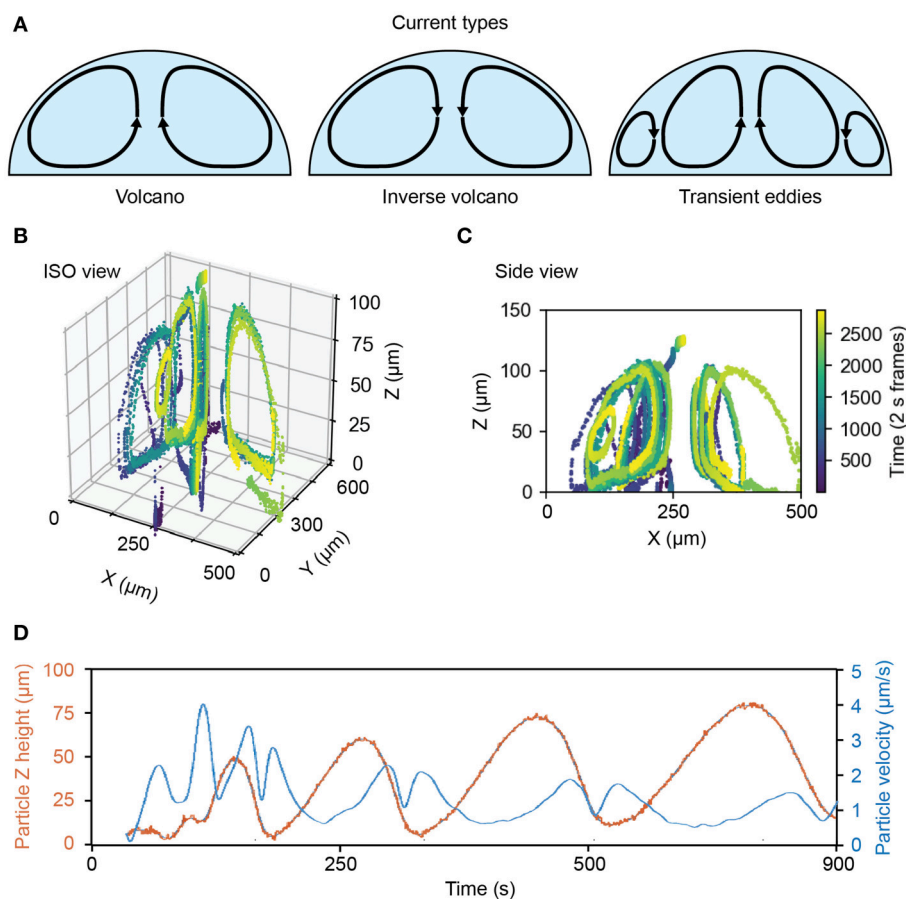 A
Current types
Volcano
Inverse volcano
Transient eddies
B
ISO view
100
75
50
25
0
Z (μm)
0
250
500
X (μm)
0
300
600
Y (μm)
C
Side view
150
100
50
0
Z (μm)
0
250
500
X (μm)
2500
2000
1500
1000
500
Time (2 s frames)
D
100
75
50
25
0
Particle Z height (μm)
5
4
3
2
1
0
Particle velocity (μm/s)
0
250
500
900
Time (s)